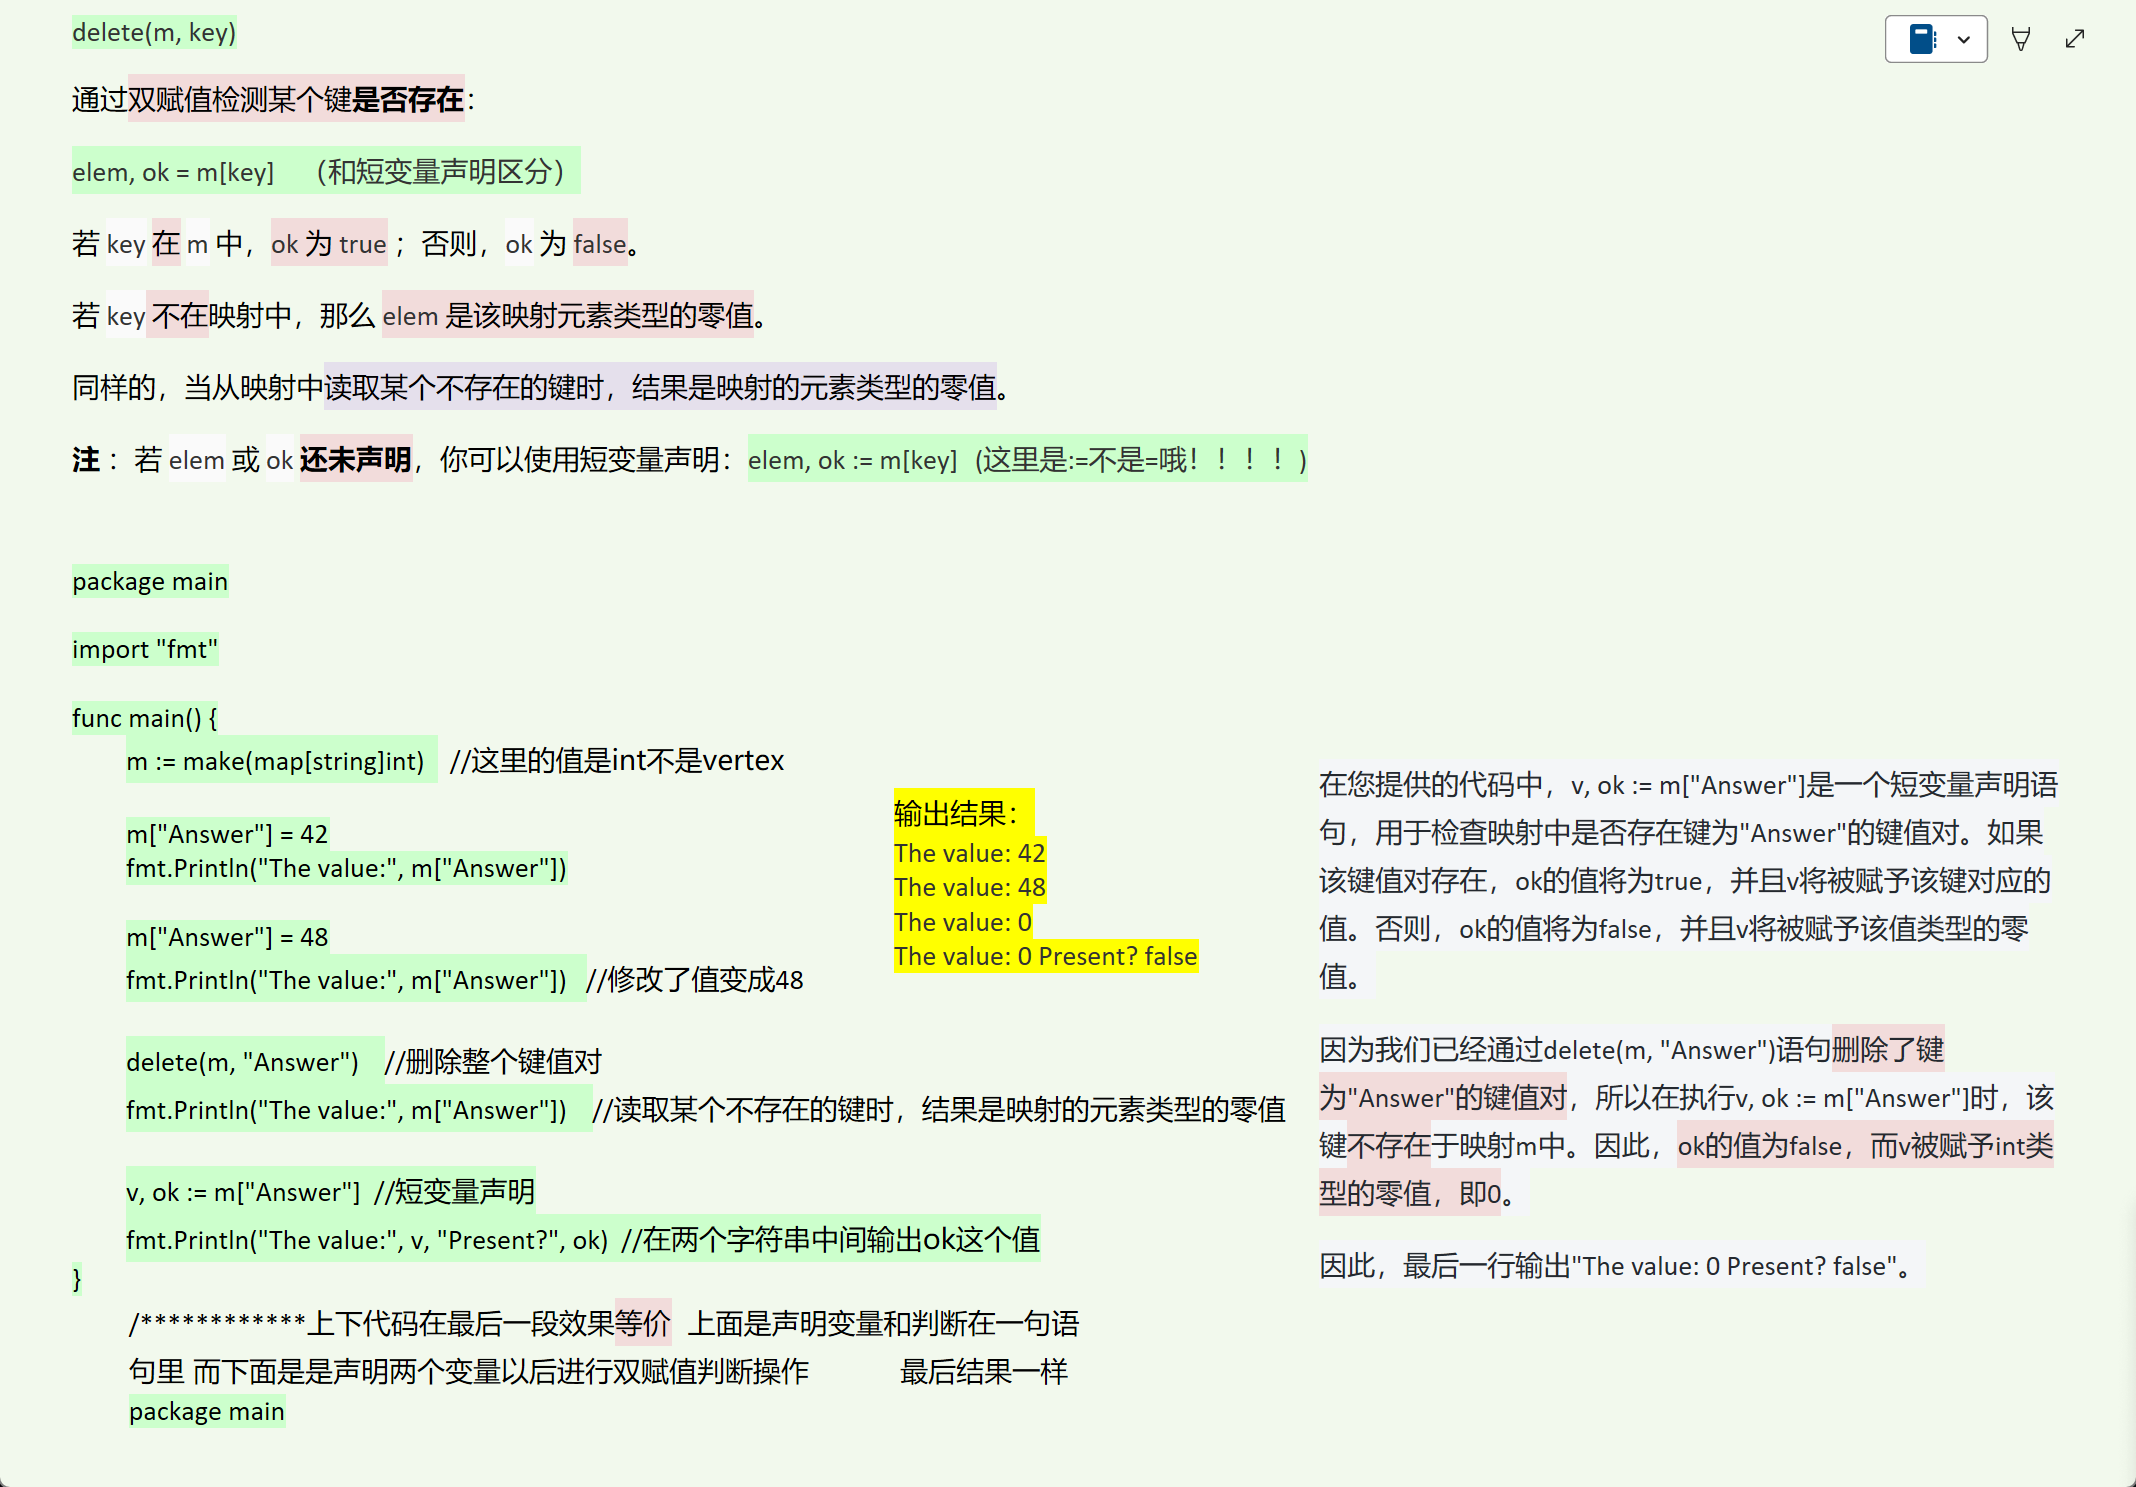 delete(m, key)
通过双赋值检测某个键是否存在：
elem, ok = m[key] （和短变量声明区分）
若 key 在 m 中，ok 为 true ；否则，ok 为 false。
若 key 不在映射中，那么 elem 是该映射元素类型的零值。
同样的，当从映射中读取某个不存在的键时，结果是映射的元素类型的零值。
注 ：若 elem 或 ok 还未声明，你可以使用短变量声明：elem, ok := m[key] (这里是:=不是=哦！！！！)
package main
import "fmt"
func main() {
m := make(map[string]int) //这里的值是int不是vertex
m["Answer"] = 42
fmt.Println("The value:", m["Answer"])
m["Answer"] = 48
fmt.Println("The value:", m["Answer"]) //修改了值变成48
delete(m, "Answer") //删除整个键值对
fmt.Println("The value:", m["Answer"]) //读取某个不存在的键时，结果是映射的元素类型的零值
v, ok := m["Answer"] //短变量声明
fmt.Println("The value:", v, "Present?", ok) //在两个字符串中间输出ok这个值
}
/************上下代码在最后一段效果等价 上面是声明变量和判断在一句语
句里 而下面是是声明两个变量以后进行双赋值判断操作 最后结果一样
package main
输出结果：
The value: 42
The value: 48
The value: 0
The value: 0 Present? false
在您提供的代码中，v, ok := m["Answer"]是一个短变量声明语
句，用于检查映射中是否存在键为"Answer"的键值对。如果
该键值对存在，ok的值将为true，并且v将被赋予该键对应的
值。否则，ok的值将为false，并且v将被赋予该值类型的零
值。
因为我们已经通过delete(m, "Answer")语句删除了键
为"Answer"的键值对，所以在执行v, ok := m["Answer"]时，该
键不存在于映射m中。因此，ok的值为false，而v被赋予int类
型的零值，即0。
因此，最后一行输出"The value: 0 Present? false"。